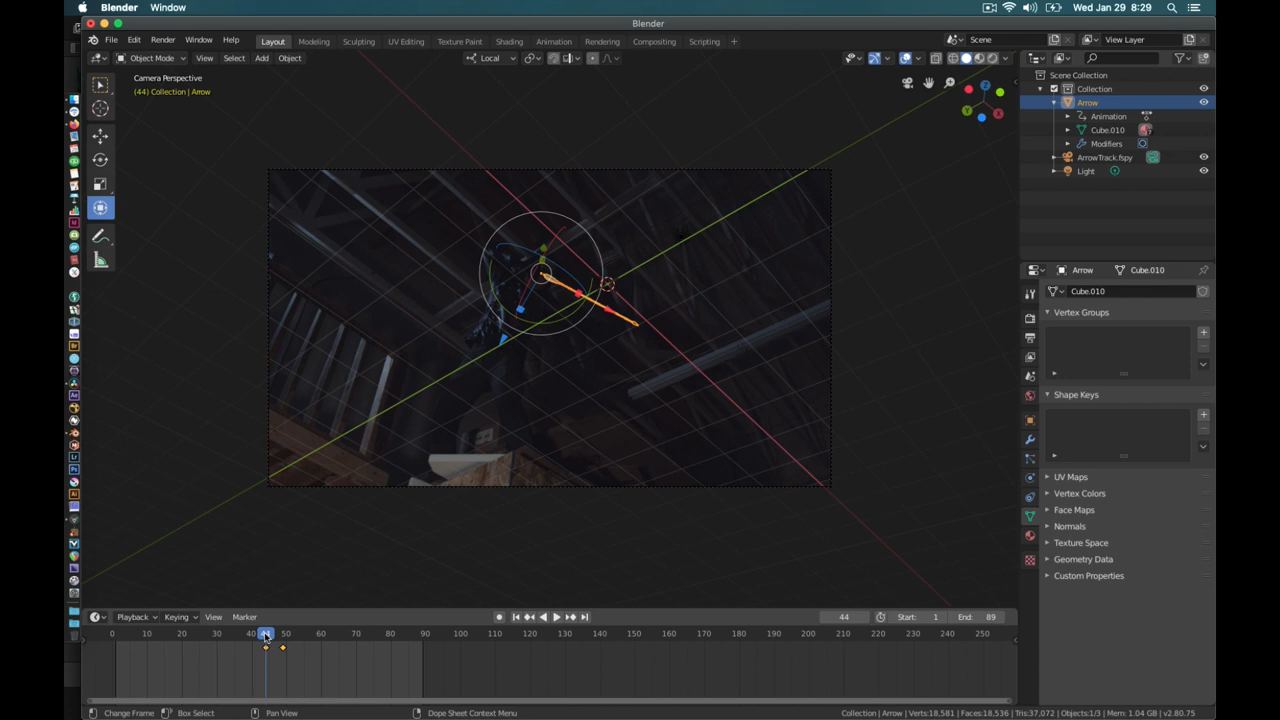 Blender Window Wed Jan 29 8:29
Blender
File Edit Render Window Help Layout Modeling Sculpting UV Editing Texture Paint Shading Animation Rendering Compositing Scripting + Scene View Layer
Object Mode View Select Add Object Local
Camera Perspective
(44) Collection | Arrow
Z
Y
X
Scene Collection
Collection
Arrow
Animation
Cube.010
Modifiers
ArrowTrack.fspy
Light
Arrow Cube.010
Cube.010
Vertex Groups
Shape Keys
UV Maps
Vertex Colors
Face Maps
Normals
Texture Space
Geometry Data
Custom Properties
Playback Keying View Marker 44 Start: 1 End: 89
0 10 20 30 40 44 50 60 70 80 90 100 110 120 130 140 150 160 170 180 190 200 210 220 230 240 250
Change Frame Box Select Pan View Dope Sheet Context Menu Collection | Arrow | Verts:18,581 | Faces:18,536 | Tris:37,072 | Objects:1/3 | Mem: 1.04 GB | v2.80.75